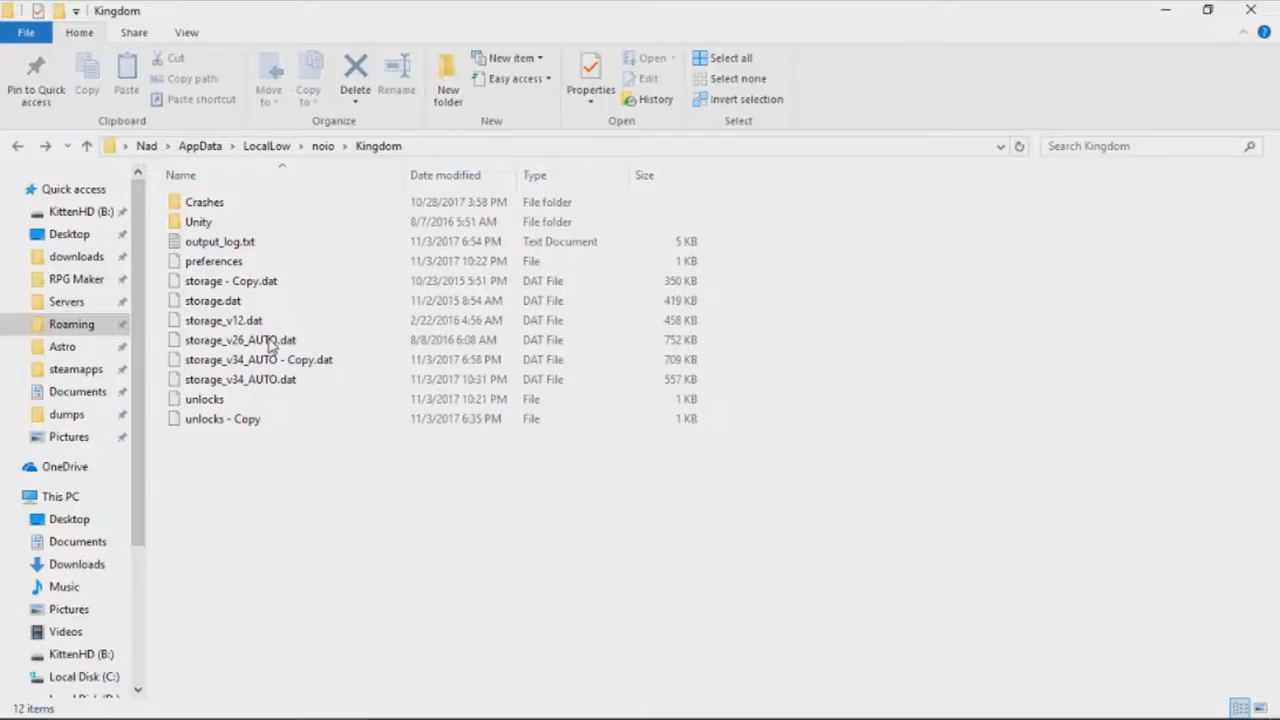 Kingdom
File Home Share View
Pin to Quick access
Copy
Paste
Cut
Copy path
Paste shortcut
Clipboard
Move to
Copy to
Delete
Rename
Organize
New folder
New item
Easy access
New
Properties
Open
Edit
History
Open
Select all
Select none
Invert selection
Select
Nad AppData LocalLow noio Kingdom
Search Kingdom
Name Date modified Type Size
Crashes 10/28/2017 3:58 PM File folder
Unity 8/7/2016 5:51 AM File folder
output_log.txt 11/3/2017 6:54 PM Text Document 5 KB
preferences 11/3/2017 10:22 PM File 1 KB
storage - Copy.dat 10/23/2015 5:51 PM DAT File 350 KB
storage.dat 11/2/2015 8:54 AM DAT File 419 KB
storage_v12.dat 2/22/2016 4:56 AM DAT File 458 KB
storage_v26_AUTO.dat 8/8/2016 6:08 AM DAT File 752 KB
storage_v34_AUTO - Copy.dat 11/3/2017 6:58 PM DAT File 709 KB
storage_v34_AUTO.dat 11/3/2017 10:31 PM DAT File 557 KB
unlocks 11/3/2017 10:21 PM File 1 KB
unlocks - Copy 11/3/2017 6:35 PM File 1 KB
Quick access
KittenHD (B:)
Desktop
downloads
RPG Maker
Servers
Roaming
Astro
steamapps
Documents
dumps
Pictures
OneDrive
This PC
Desktop
Documents
Downloads
Music
Pictures
Videos
KittenHD (B:)
Local Disk (C:)
12 items